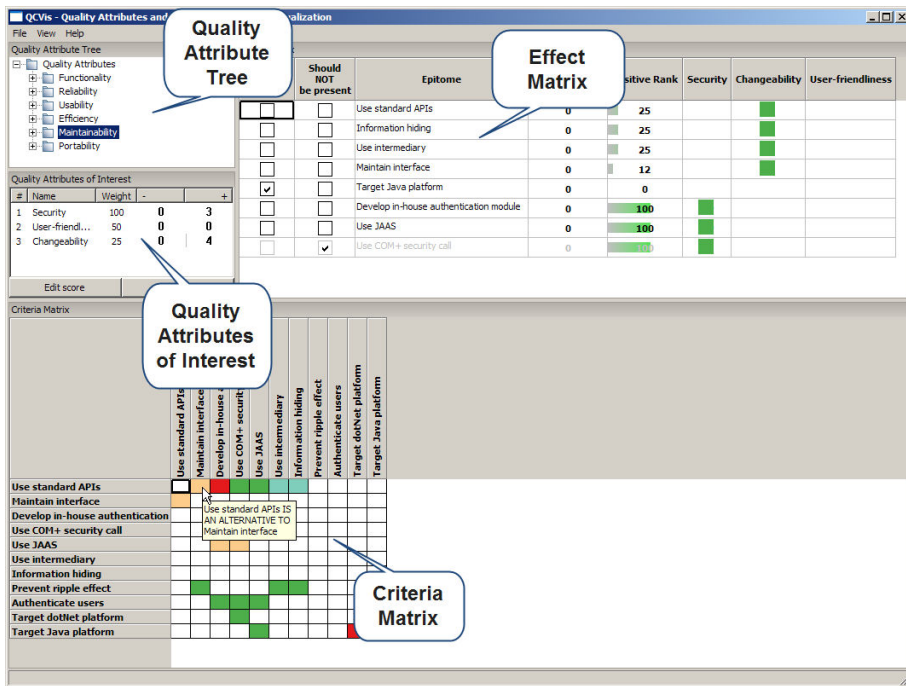 QCVis - Quality Attributes and
alization
File View Help
Quality Attribute Tree
Quality Attributes
Functionality
Reliability
Usability
Efficiency
Maintainability
Portability
Quality
Attribute
Tree
Effect
Matrix
Should
NOT
be present
Epitome
sitive Rank
Security
Changeability
User-friendliness
Use standard APIs 0 25
Information hiding 0 25
Use intermediary 0 25
Maintain interface 0 12
Target Java platform 0 0
Develop in-house authentication module 0 100
Use JAAS 0 100
Use COM+ security call 0 100
Quality Attributes of Interest
# Name Weight - +
1 Security 100 0 3
2 User-friendl... 50 0 0
3 Changeability 25 0 4
Edit score
Quality
Attributes
of Interest
Criteria Matrix
Use standard APIs
Maintain interface
Develop in-house a
Use COM+ security
Use JAAS
Use intermediary
Information hiding
Prevent ripple effect
Authenticate users
Target dotNet platform
Target Java platform
Use standard APIs
Maintain interface
Develop in-house authentication
Use COM+ security call
Use JAAS
Use intermediary
Information hiding
Prevent ripple effect
Authenticate users
Target dotNet platform
Target Java platform
Use standard APIs IS
AN ALTERNATIVE TO
Maintain interface
Criteria
Matrix